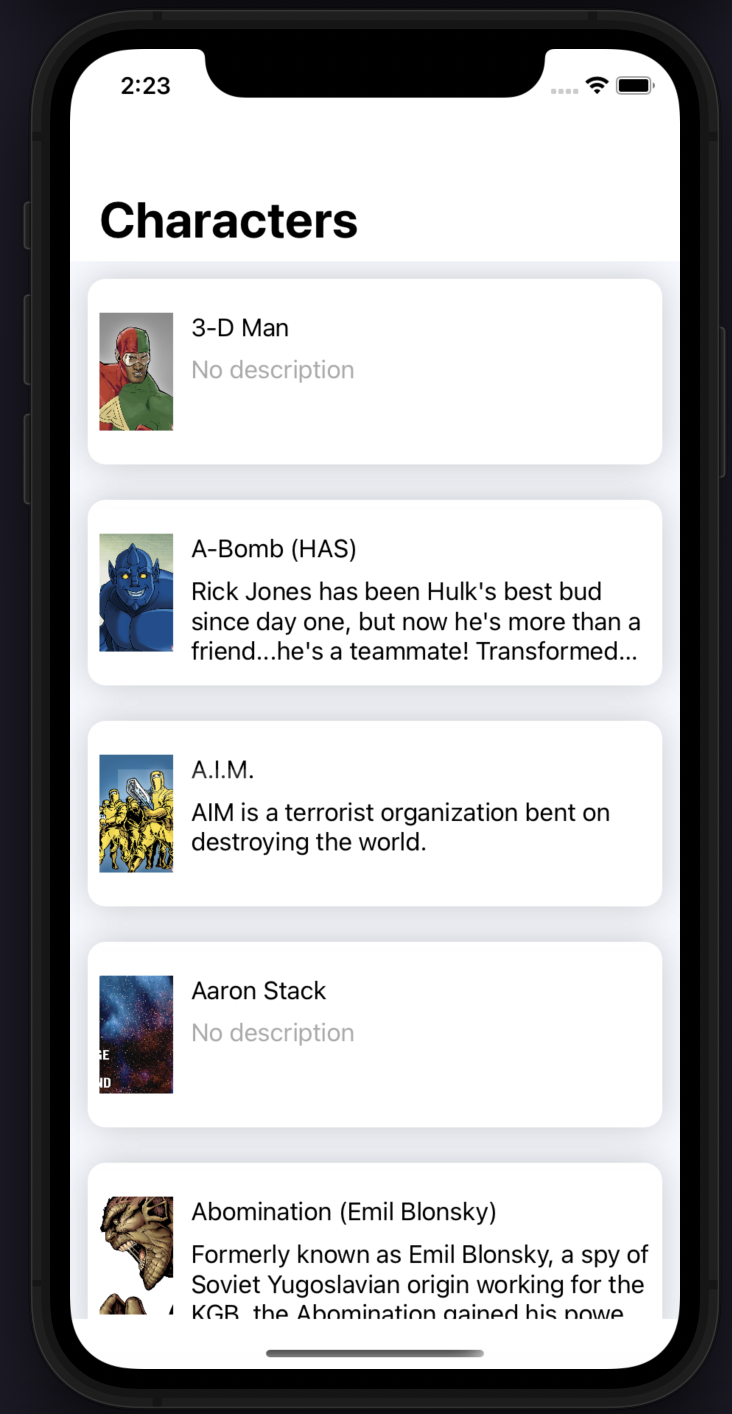 2:23
Characters
3-D Man
No description
A-Bomb (HAS)
Rick Jones has been Hulk's best bud
since day one, but now he's more than a
friend...he's a teammate! Transformed...
A.I.M.
AIM is a terrorist organization bent on
destroying the world.
Aaron Stack
No description
GE
ND
Abomination (Emil Blonsky)
Formerly known as Emil Blonsky, a spy of
Soviet Yugoslavian origin working for the
KGB, the Abomination gained his powe...